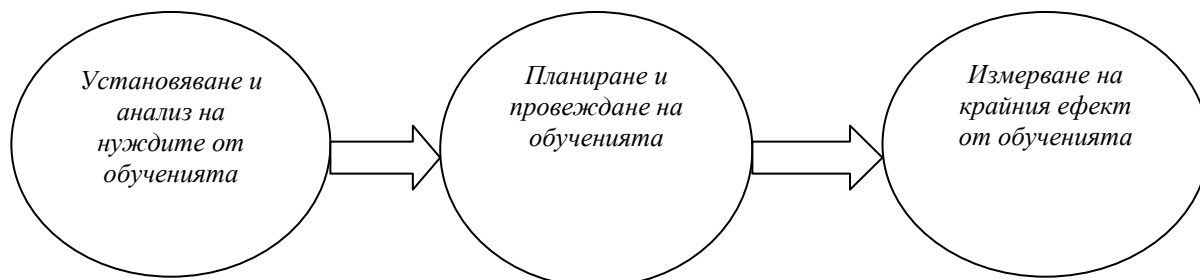 Установяване и
анализ на
нуждите от
обученията
Планиране и
провеждане на
обученията
Измерване на
крайния ефект
от обученията